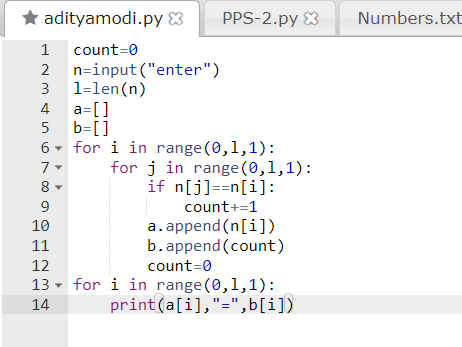 adityamodi.py PPS-2.py Numbers.txt
1 count=0
2 n=input("enter")
3 l=len(n)
4 a=[]
5 b=[]
6 for i in range(0,l,1):
7     for j in range(0,l,1):
8         if n[j]==n[i]:
9             count+=1
10         a.append(n[i])
11         b.append(count)
12         count=0
13 for i in range(0,l,1):
14     print(a[i],"=",b[i])